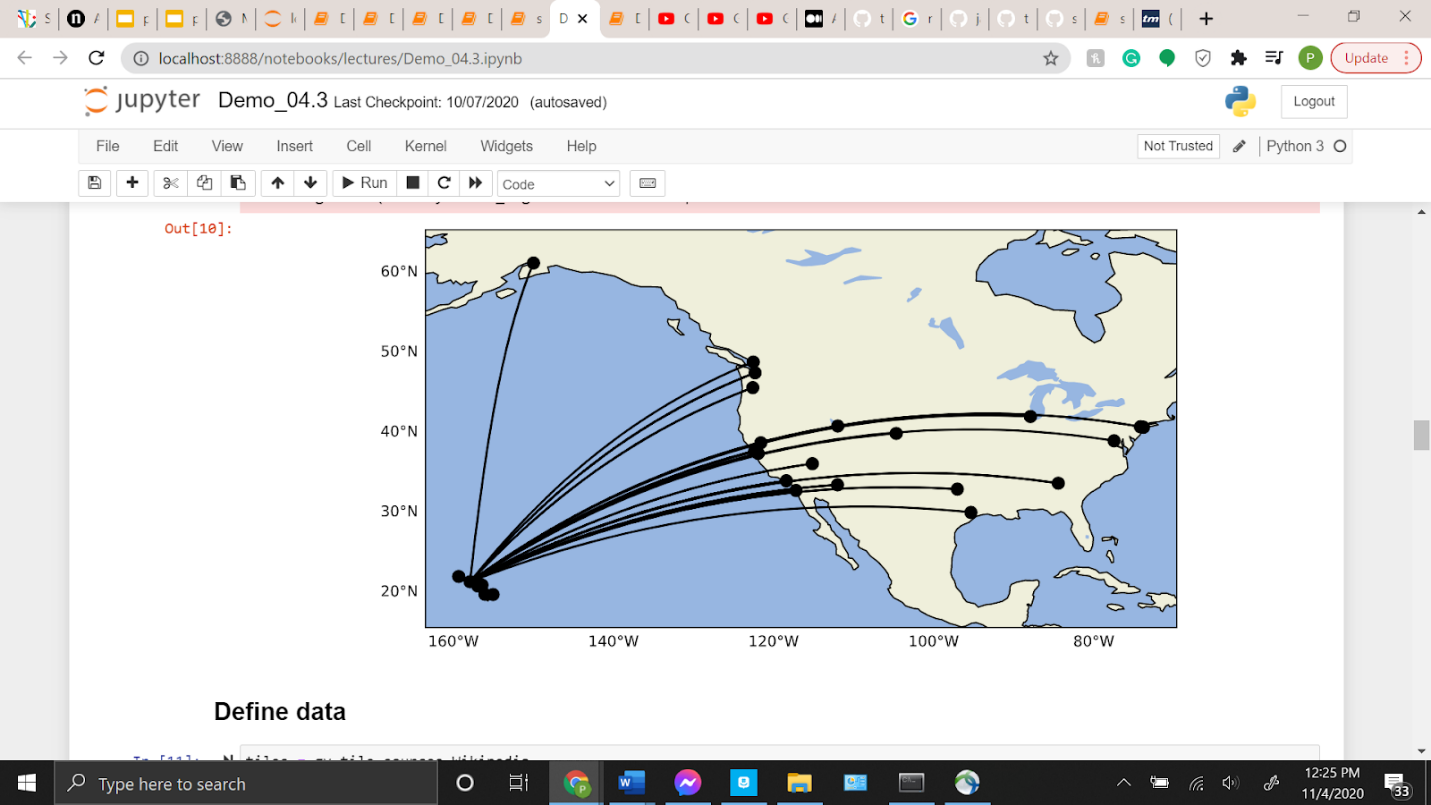 localhost:8888/notebooks/lectures/Demo_04.3.ipynb
P
Update
jupyter Demo_04.3 Last Checkpoint: 10/07/2020 (autosaved)
Logout
File Edit View Insert Cell Kernel Widgets Help
Not Trusted
Python 3
Run
Code
Out[10]:
60°N
50°N
40°N
30°N
20°N
160°W 140°W 120°W 100°W 80°W
Define data
Type here to search
12:25 PM
11/4/2020
33